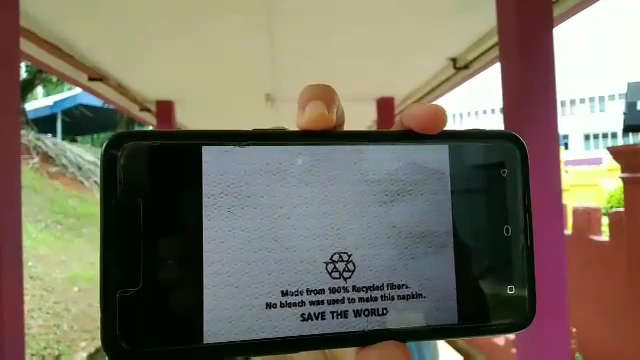 Made from 100% Recycled fibers.
No bleach was used to make this napkin.
SAVE THE WORLD